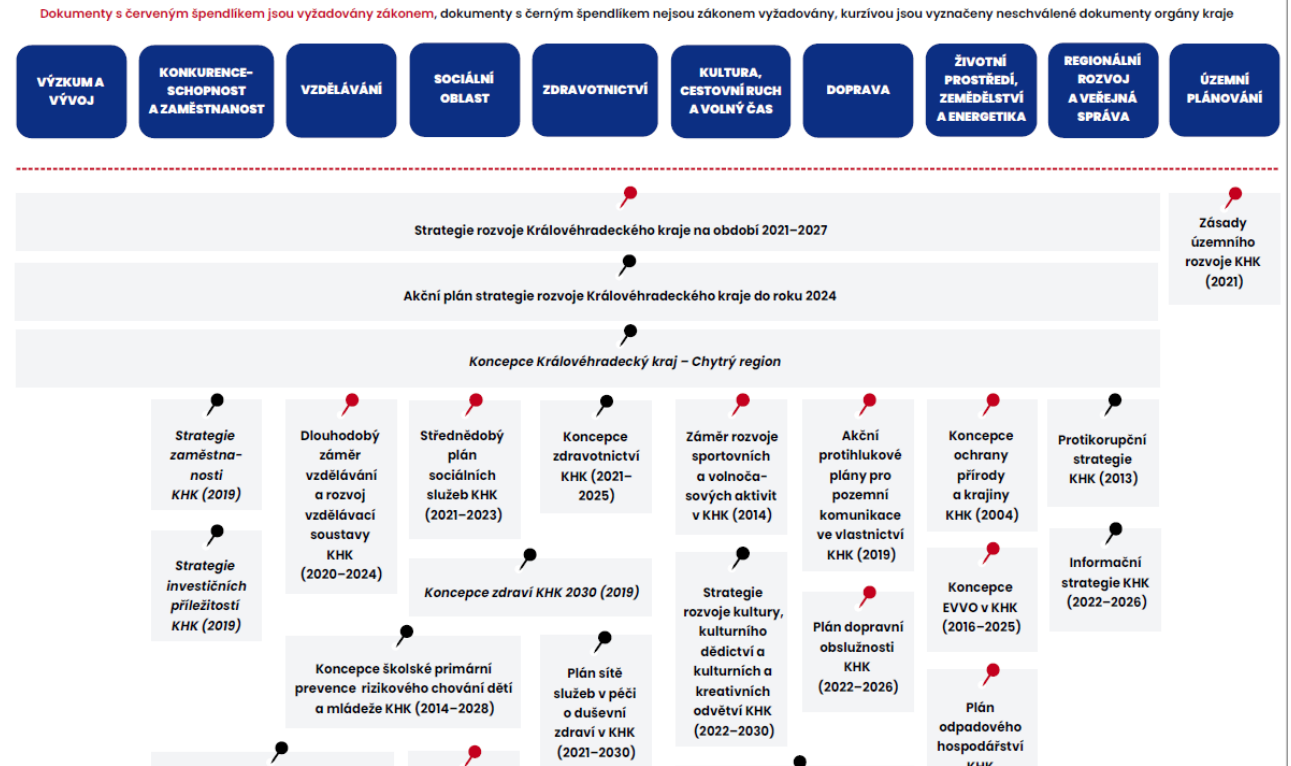 Dokumenty s červeným špendlíkem jsou vyžadovány zákonem, dokumenty s černým špendlíkem nejsou zákonem vyžadovány, kurzívou jsou vyznačeny neschválené dokumenty orgány kraje
VÝZKUM A
VÝVOJ
KONKURENCE-
SCHOPNOST
A ZAMĚSTNANOST
VZDĚLÁVÁNÍ
SOCIÁLNÍ
OBLAST
ZDRAVOTNICTVÍ
KULTURA,
CESTOVNÍ RUCH
A VOLNÝ ČAS
DOPRAVA
ŽIVOTNÍ
PROSTŘEDÍ,
ZEMĚDĚLSTVÍ
A ENERGETIKA
REGIONÁLNÍ
ROZVOJ
A VEŘEJNÁ
SPRÁVA
ÚZEMNÍ
PLÁNOVÁNÍ
Strategie rozvoje Královéhradeckého kraje na období 2021–2027
Zásady
územního
rozvoje KHK
(2021)
Akční plán strategie rozvoje Královéhradeckého kraje do roku 2024
Koncepce Královéhradecký kraj – Chytrý region
Strategie
zaměstna-
nosti
KHK (2019)
Strategie
investičních
příležitostí
KHK (2019)
Dlouhodobý
záměr
vzdělávání
a rozvoj
vzdělávací
soustavy
KHK
(2020–2024)
Střednědobý
plán
sociálních
služeb KHK
(2021–2023)
Koncepce
zdravotnictví
KHK (2021–
2025)
Koncepce zdraví KHK 2030 (2019)
Koncepce školské primární
prevence rizikového chování dětí
a mládeže KHK (2014–2028)
Plán sítě
služeb v péči
o duševní
zdraví v KHK
(2021–2030)
Záměr rozvoje
sportovních
a volnoča-
sových aktivit
v KHK (2014)
Strategie
rozvoje kultury,
kulturního
dědictví a
kulturních a
kreativních
odvětví KHK
(2022–2030)
Akční
protihlukové
plány pro
pozemní
komunikace
ve vlastnictví
KHK (2019)
Plán dopravní
obslužnosti
KHK
(2022–2026)
Koncepce
ochrany
přírody
a krajiny
KHK (2004)
Koncepce
EVVO v KHK
(2016–2025)
Plán
odpadového
hospodářství
KHK
Protikorupční
strategie
KHK (2013)
Informační
strategie KHK
(2022–2026)